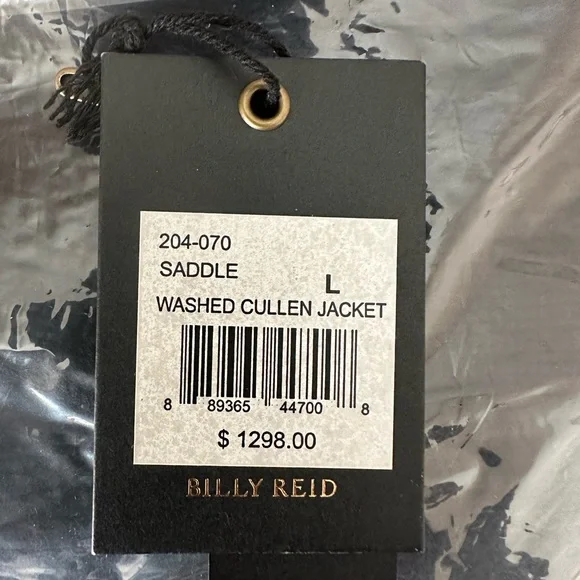 204-070
SADDLE L
WASHED CULLEN JACKET
8 89365 44700 8
$ 1298.00
BILLY REID